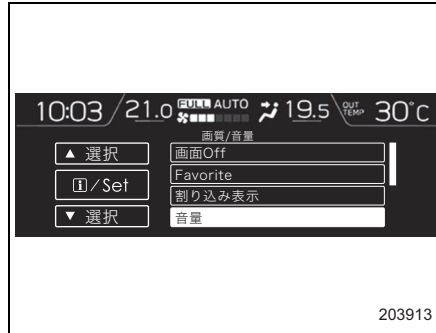 10:03 21.0 FULL AUTO 19.5 OUT TEMP 30°C
画質/音量
▲ 選択
画面Off
i/Set
Favorite
割り込み表示
▼ 選択
音量
203913